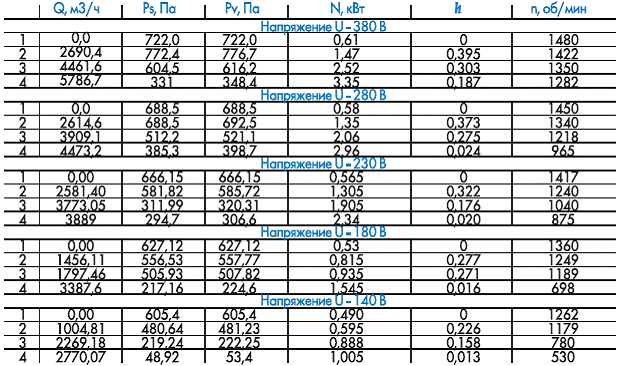 Q, м3/ч Ps, Па Pv, Па N, кВт h n, об/мин
Напряжение U-380 В
1 0,0 722,0 722,0 0,61 0 1480
2 2690,4 772,4 776,7 1,47 0,395 1422
3 4461,6 604,5 616,2 2,52 0,303 1350
4 5786,7 331 348,4 3,35 0,187 1282
Напряжение U-280 В
1 0,0 688,5 688,5 0,58 0 1450
2 2614,6 688,5 692,5 1,35 0,373 1340
3 3909,1 512,2 521,1 2,06 0,275 1218
4 4473,2 385,3 398,7 2,96 0,024 965
Напряжение U-230 В
1 0,00 666,15 666,15 0,565 0 1417
2 2581,40 581,82 585,72 1,305 0,322 1240
3 3773,05 311,99 320,31 1,905 0,176 1040
4 3889 294,7 306,6 2,34 0,020 875
Напряжение U-180 В
1 0,00 627,12 627,12 0,53 0 1360
2 1456,11 556,53 557,77 0,815 0,277 1249
3 1797,46 505,93 507,82 0,935 0,271 1189
4 3387,6 217,16 224,6 1,545 0,016 698
Напряжение U-140 В
1 0,00 605,4 605,4 0,490 0 1262
2 1004,81 480,64 481,23 0,595 0,226 1179
3 2269,18 219,24 222,25 0,888 0,158 780
4 2770,07 48,92 53,4 1,005 0,013 530